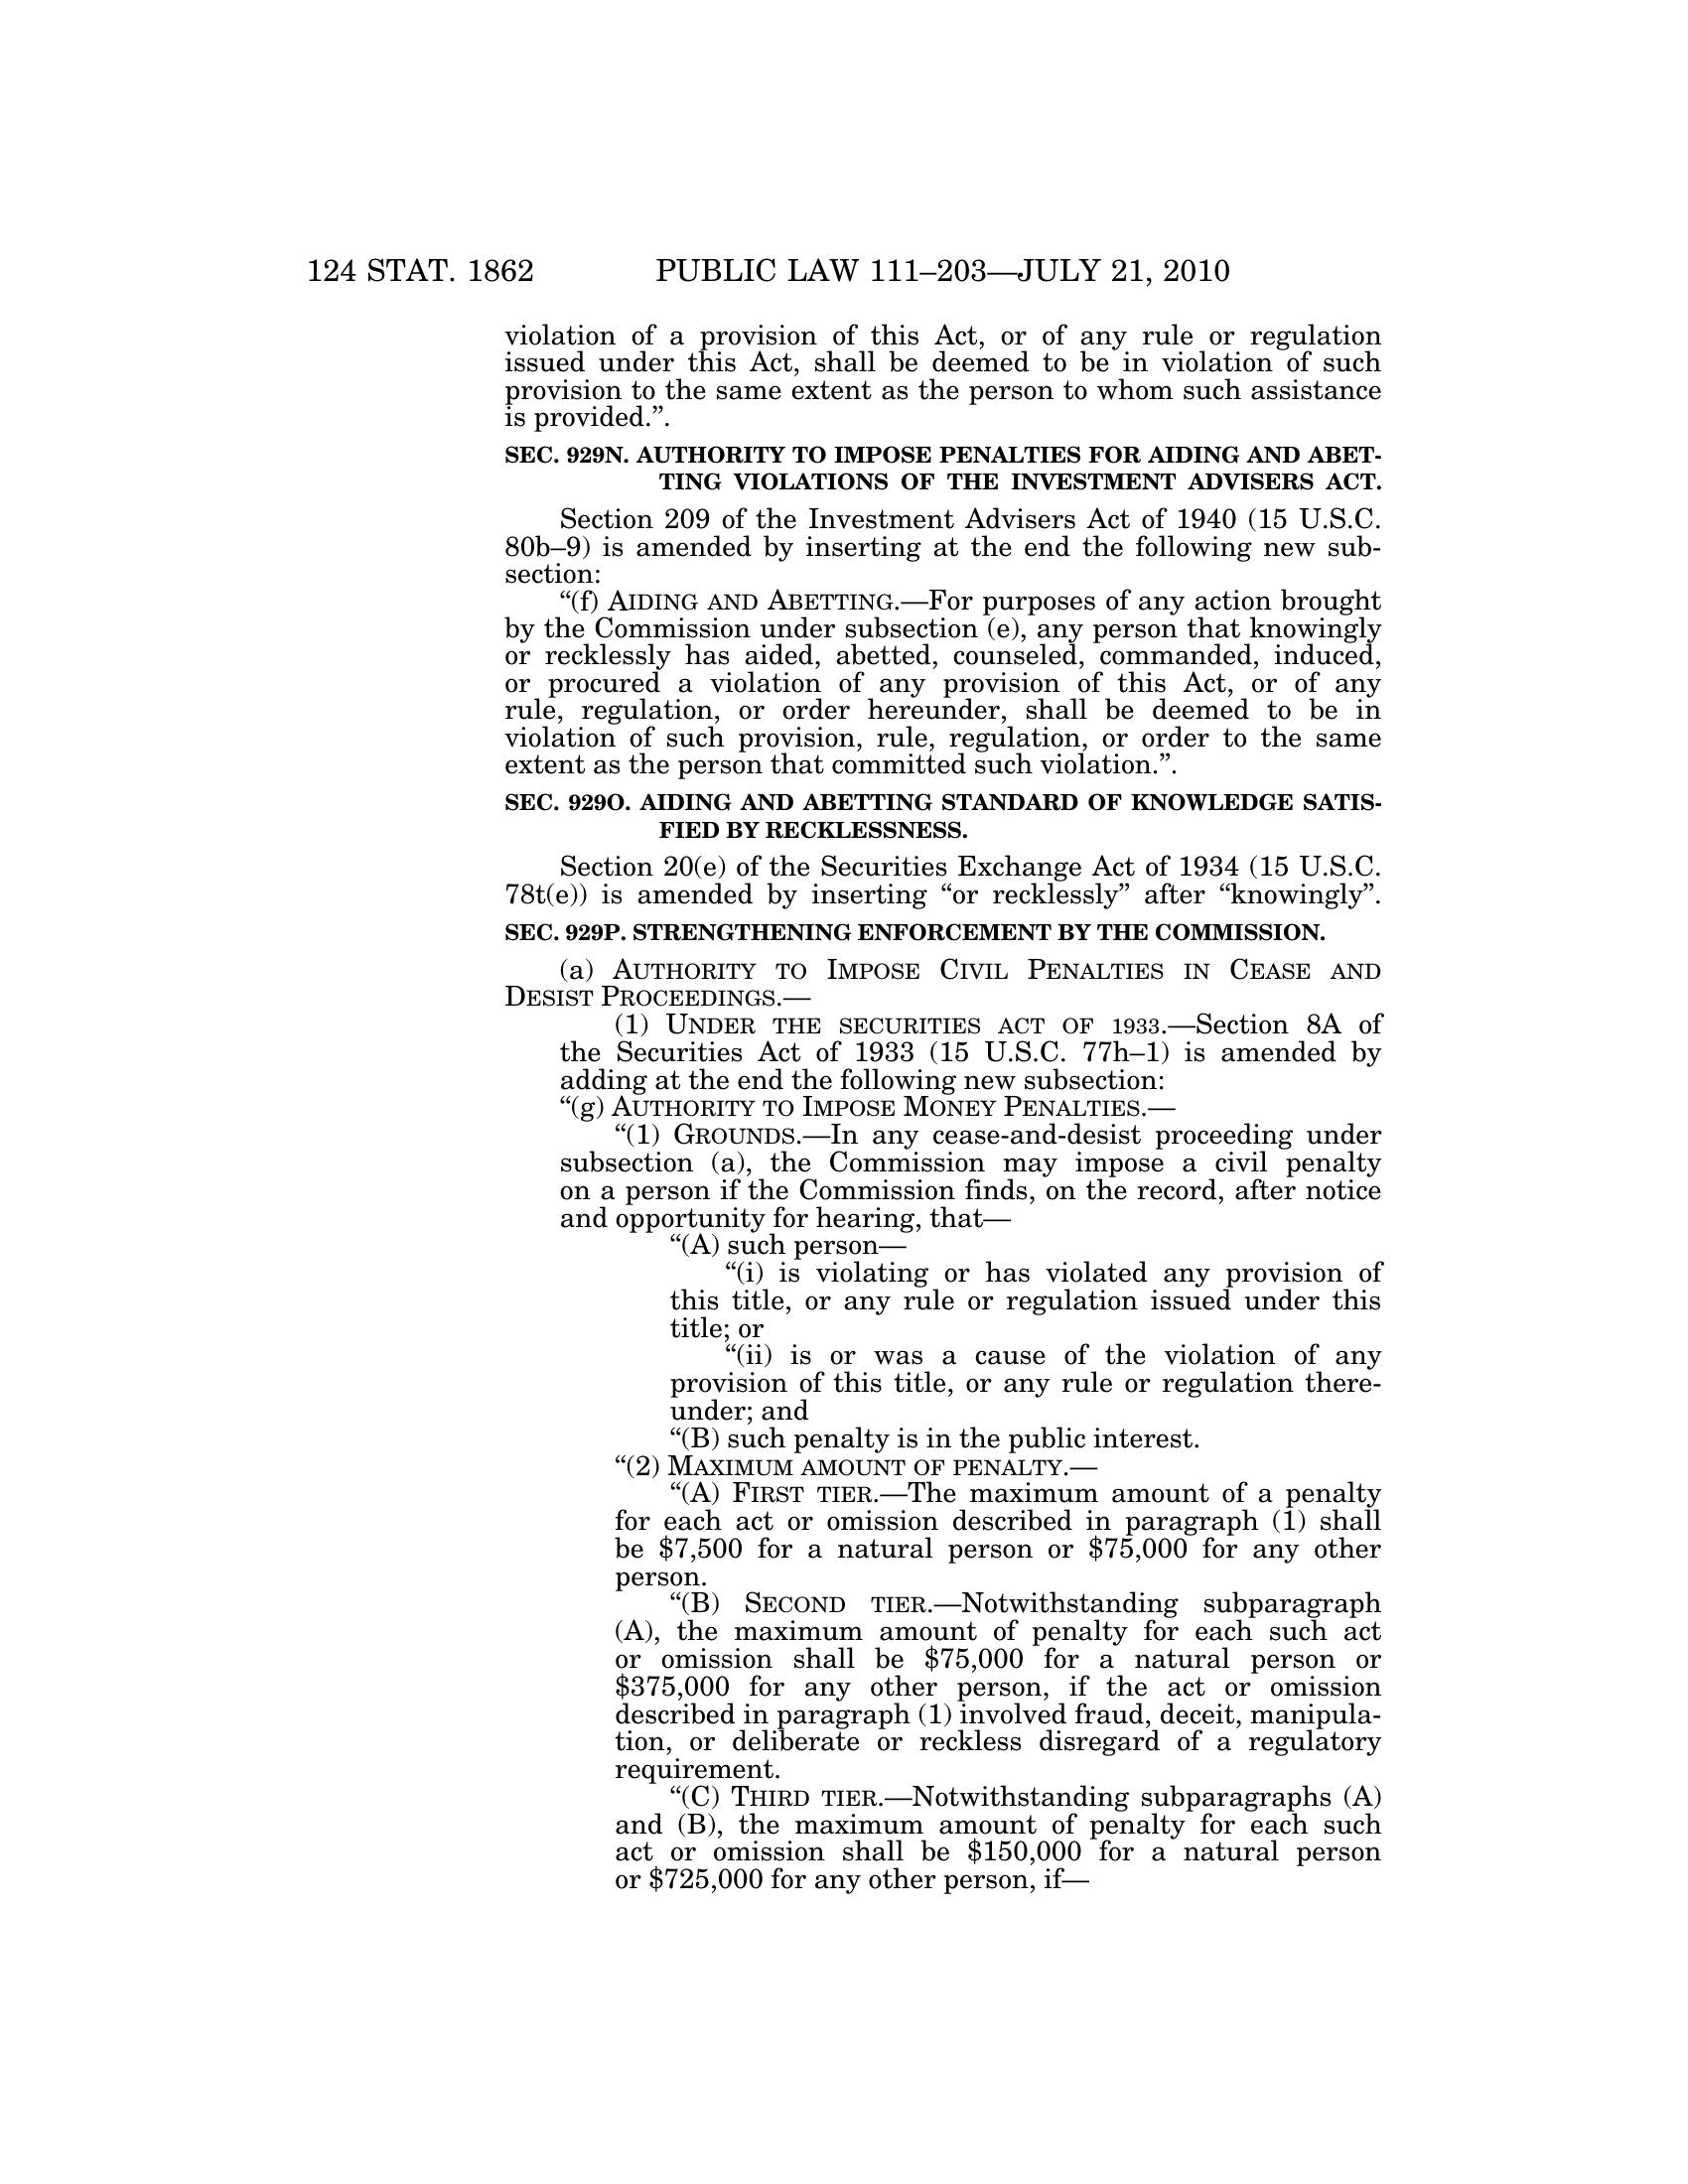 124 STAT. 1862 PUBLIC LAW 111–203—JULY 21, 2010
violation of a provision of this Act, or of any rule or regulation
issued under this Act, shall be deemed to be in violation of such
provision to the same extent as the person to whom such assistance
is provided.”.
SEC. 929N. AUTHORITY TO IMPOSE PENALTIES FOR AIDING AND ABET-
TING VIOLATIONS OF THE INVESTMENT ADVISERS ACT.
Section 209 of the Investment Advisers Act of 1940 (15 U.S.C.
80b–9) is amended by inserting at the end the following new sub-
section:
“(f) AIDING AND ABETTING.—For purposes of any action brought
by the Commission under subsection (e), any person that knowingly
or recklessly has aided, abetted, counseled, commanded, induced,
or procured a violation of any provision of this Act, or of any
rule, regulation, or order hereunder, shall be deemed to be in
violation of such provision, rule, regulation, or order to the same
extent as the person that committed such violation.”.
SEC. 929O. AIDING AND ABETTING STANDARD OF KNOWLEDGE SATIS-
FIED BY RECKLESSNESS.
Section 20(e) of the Securities Exchange Act of 1934 (15 U.S.C.
78t(e)) is amended by inserting “or recklessly” after “knowingly”.
SEC. 929P. STRENGTHENING ENFORCEMENT BY THE COMMISSION.
(a) AUTHORITY TO IMPOSE CIVIL PENALTIES IN CEASE AND
DESIST PROCEEDINGS.—
(1) UNDER THE SECURITIES ACT OF 1933.—Section 8A of
the Securities Act of 1933 (15 U.S.C. 77h–1) is amended by
adding at the end the following new subsection:
“(g) AUTHORITY TO IMPOSE MONEY PENALTIES.—
“(1) GROUNDS.—In any cease-and-desist proceeding under
subsection (a), the Commission may impose a civil penalty
on a person if the Commission finds, on the record, after notice
and opportunity for hearing, that—
“(A) such person—
“(i) is violating or has violated any provision of
this title, or any rule or regulation issued under this
title; or
“(ii) is or was a cause of the violation of any
provision of this title, or any rule or regulation there-
under; and
“(B) such penalty is in the public interest.
“(2) MAXIMUM AMOUNT OF PENALTY.—
“(A) FIRST TIER.—The maximum amount of a penalty
for each act or omission described in paragraph (1) shall
be $7,500 for a natural person or $75,000 for any other
person.
“(B) SECOND TIER.—Notwithstanding subparagraph
(A), the maximum amount of penalty for each such act
or omission shall be $75,000 for a natural person or
$375,000 for any other person, if the act or omission
described in paragraph (1) involved fraud, deceit, manipula-
tion, or deliberate or reckless disregard of a regulatory
requirement.
“(C) THIRD TIER.—Notwithstanding subparagraphs (A)
and (B), the maximum amount of penalty for each such
act or omission shall be $150,000 for a natural person
or $725,000 for any other person, if—